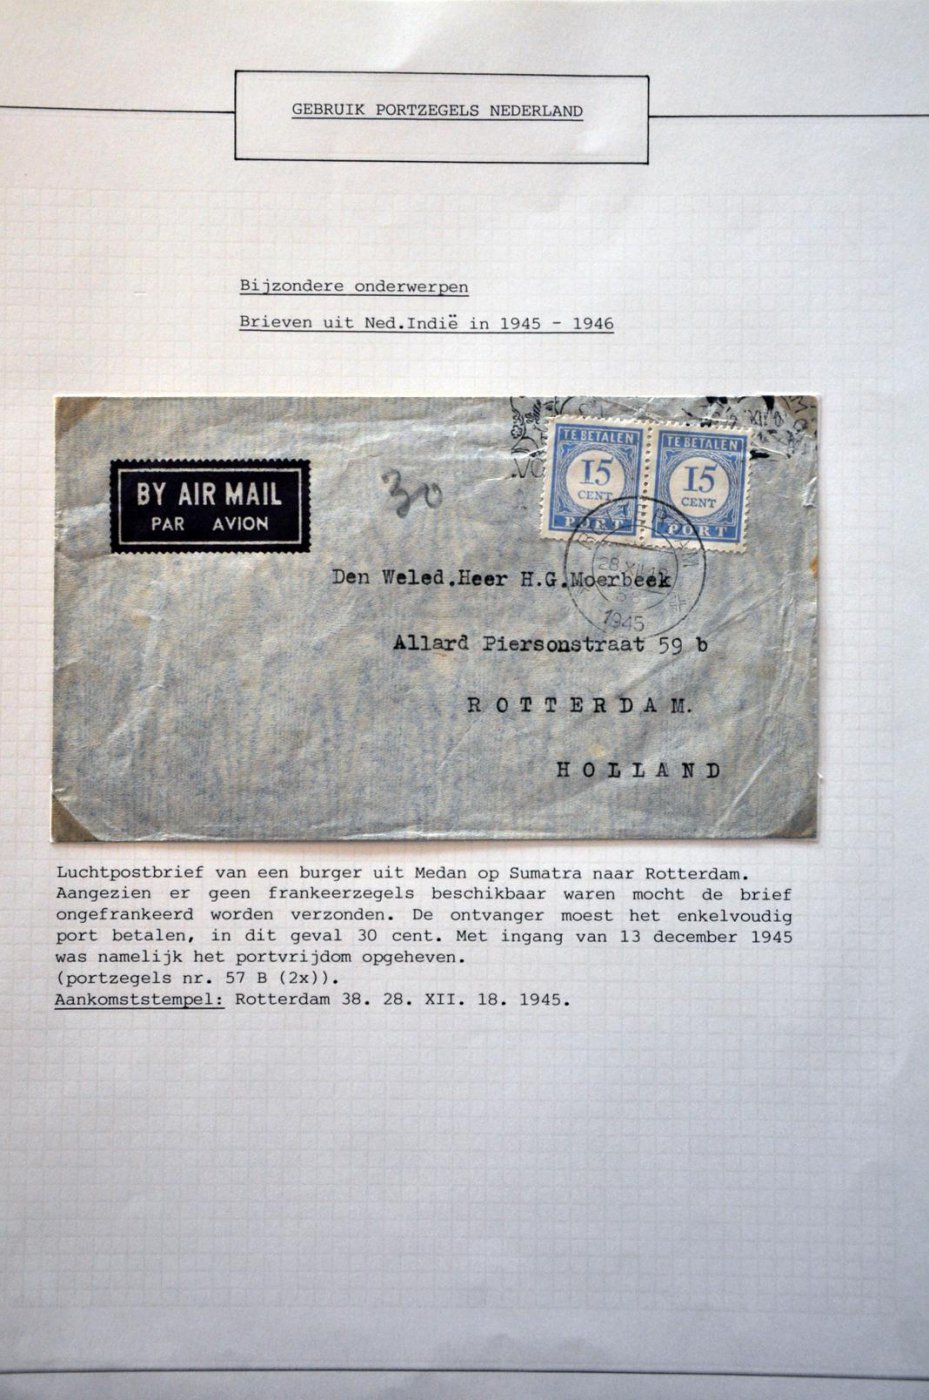 GEBRUIK PORTZEGELS NEDERLAND
Bijzondere onderwerpen
Brieven uit Ned.Indië in 1945 - 1946
BY AIR MAIL
PAR AVION
30
TE BETALEN
15
CENT
PORT
TE BETALEN
15
CENT
PORT
28.XII.18
1945
Den Weled.Heer H.G.Moerbeek
Allard Piersonstraat 59 b
ROTTERDAM.
HOLLAND
Luchtpostbrief van een burger uit Medan op Sumatra naar Rotterdam.
Aangezien er geen frankeerzegels beschikbaar waren mocht de brief
ongefrankeerd worden verzonden. De ontvanger moest het enkelvoudig
port betalen, in dit geval 30 cent. Met ingang van 13 december 1945
was namelijk het portvrijdom opgeheven.
(portzegels nr. 57 B (2x)).
Aankomststempel: Rotterdam 38. 28. XII. 18. 1945.